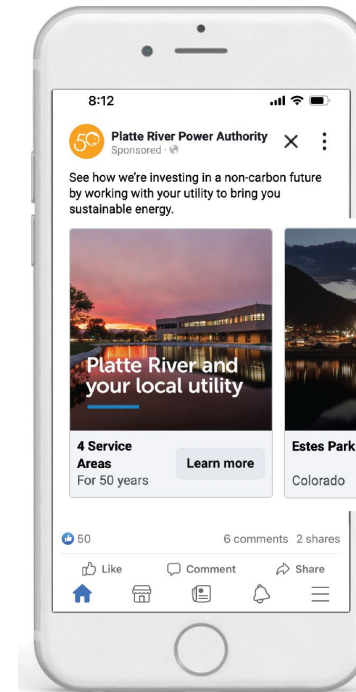 8:12
50
Platte River Power Authority
Sponsored ·
See how we're investing in a non-carbon future
by working with your utility to bring you
sustainable energy.
Platte River and
your local utility
4 Service
Areas
For 50 years
Learn more
Estes Park
Colorado
50
6 comments 2 shares
Like
Comment
Share